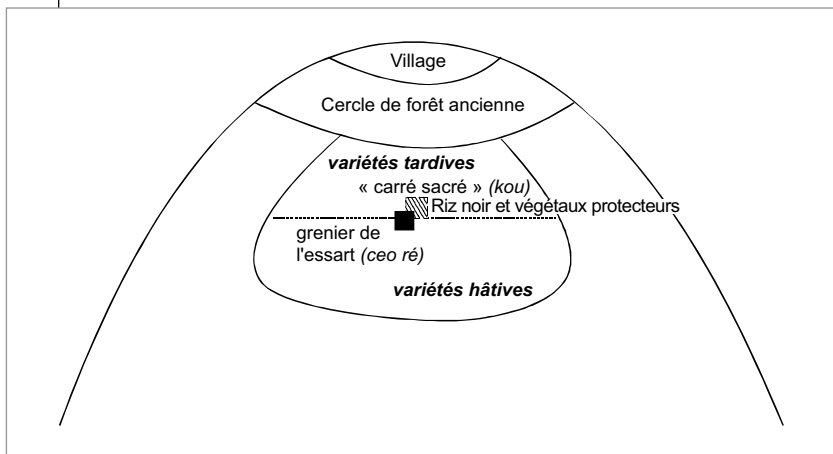 Village
Cercle de forêt ancienne
variétés tardives
« carré sacré » (kou)
Riz noir et végétaux protecteurs
grenier de
l'essart (ceo ré)
variétés hâtives